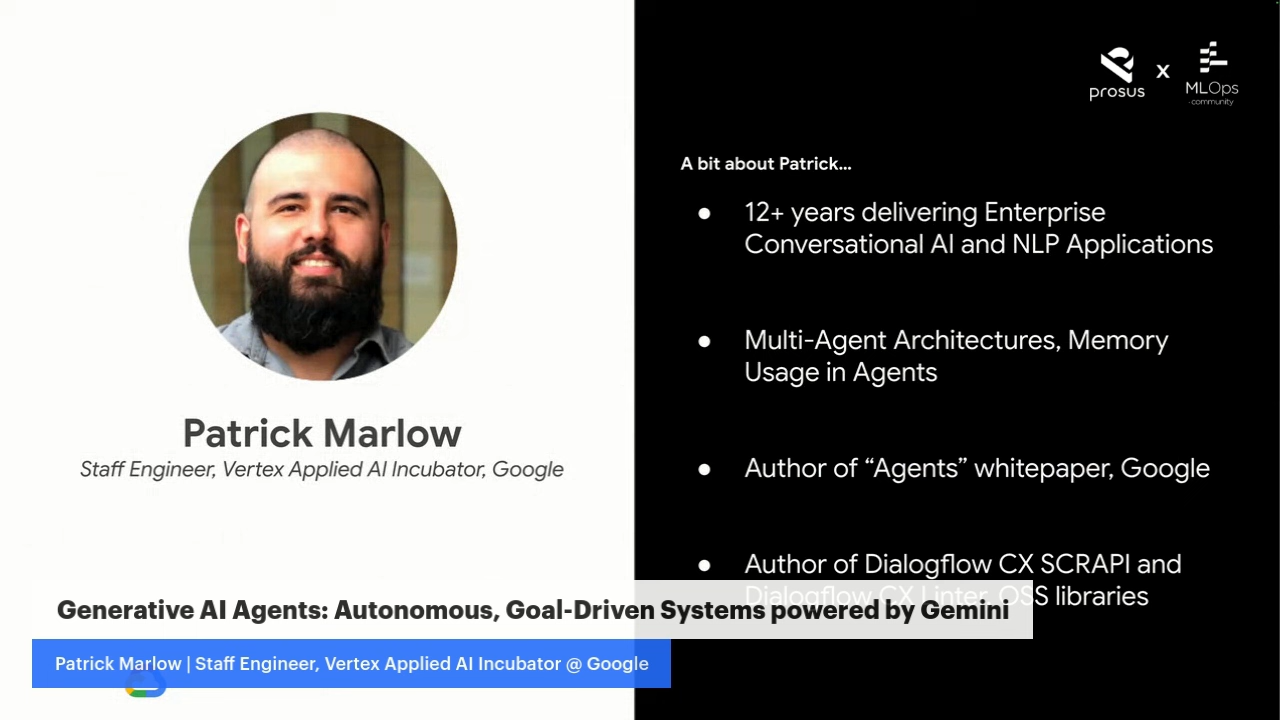 prosus
x
MLOps
community
A bit about Patrick...
12+ years delivering Enterprise
Conversational AI and NLP Applications
Multi-Agent Architectures, Memory
Usage in Agents
Author of “Agents” whitepaper, Google
Author of Dialogflow CX SCRAPI and
Dialogflow CX Linter, OSS libraries
Patrick Marlow
Staff Engineer, Vertex Applied AI Incubator, Google
Generative AI Agents: Autonomous, Goal-Driven Systems powered by Gemini
Patrick Marlow | Staff Engineer, Vertex Applied AI Incubator @ Google